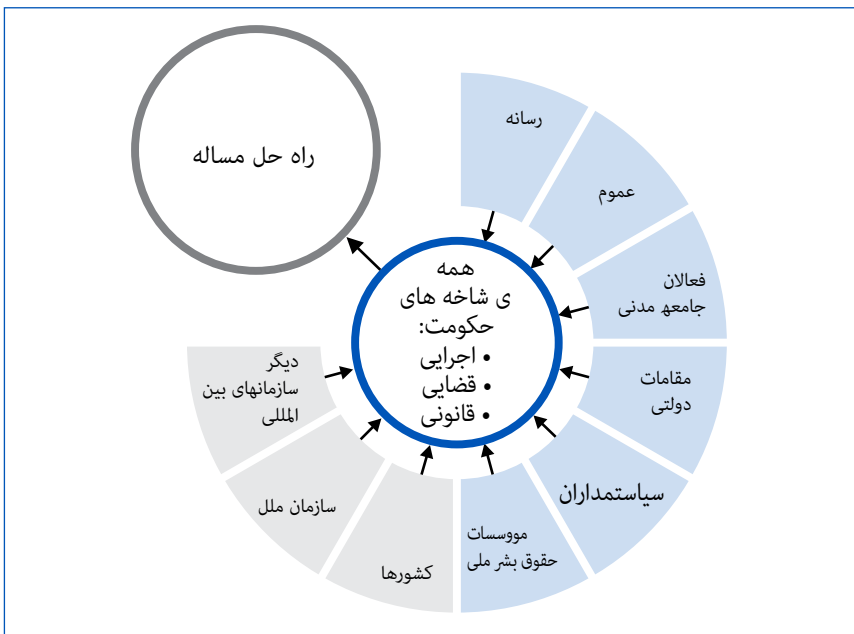 راه حل مساله
رسانه
عموم
فعالان
جامعه مدنی
مقامات
دولتی
سیاستمداران
مووسسات
حقوق بشر ملی
کشورها
سازمان ملل
دیگر
سازمانهای بین
المللی
همه
ی شاخه های
حکومت:
• اجرایی
• قضایی
• قانونی